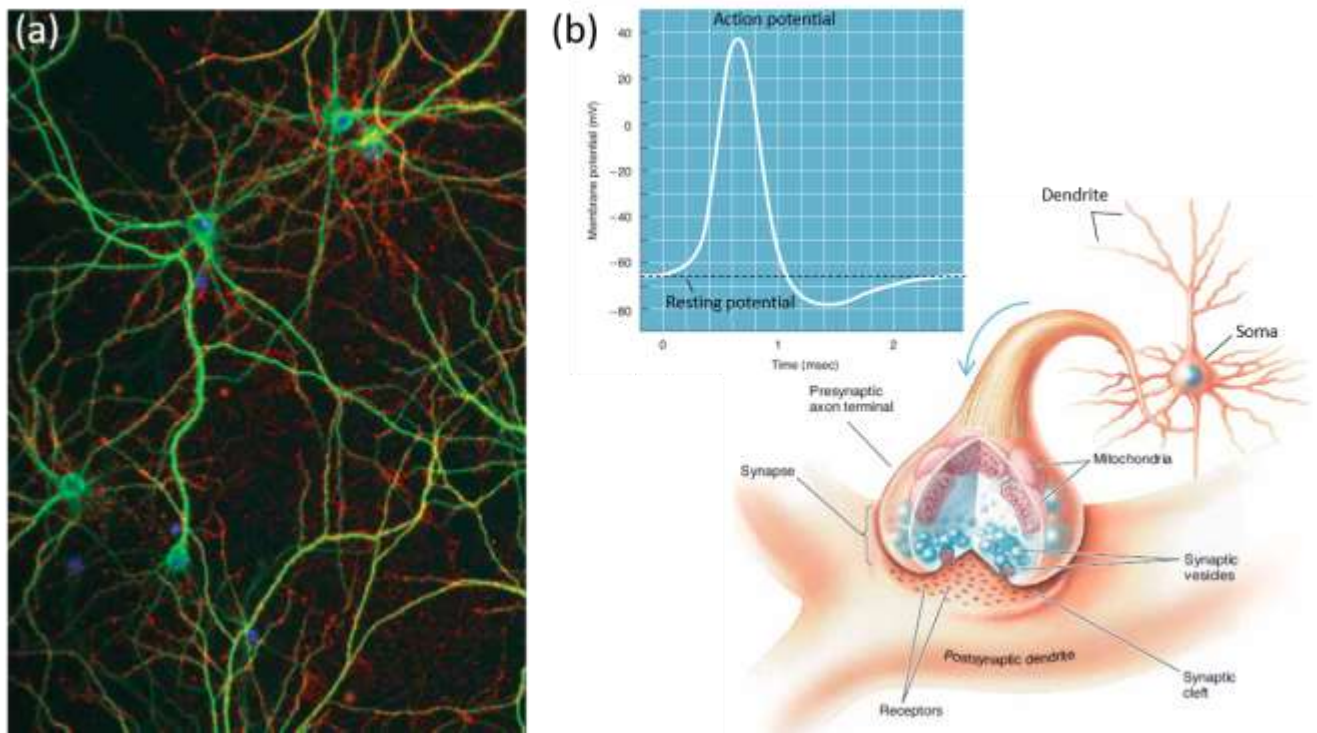 (a)
(b)
Action potential
40
20
0
−20
−40
−60
−80
Membrane potential (mV)
Resting potential
0
1
2
Time (msec)
Dendrite
Soma
Presynaptic
axon terminal
Mitochondria
Synapse
Synaptic
vesicles
Postsynaptic dendrite
Synaptic
cleft
Receptors